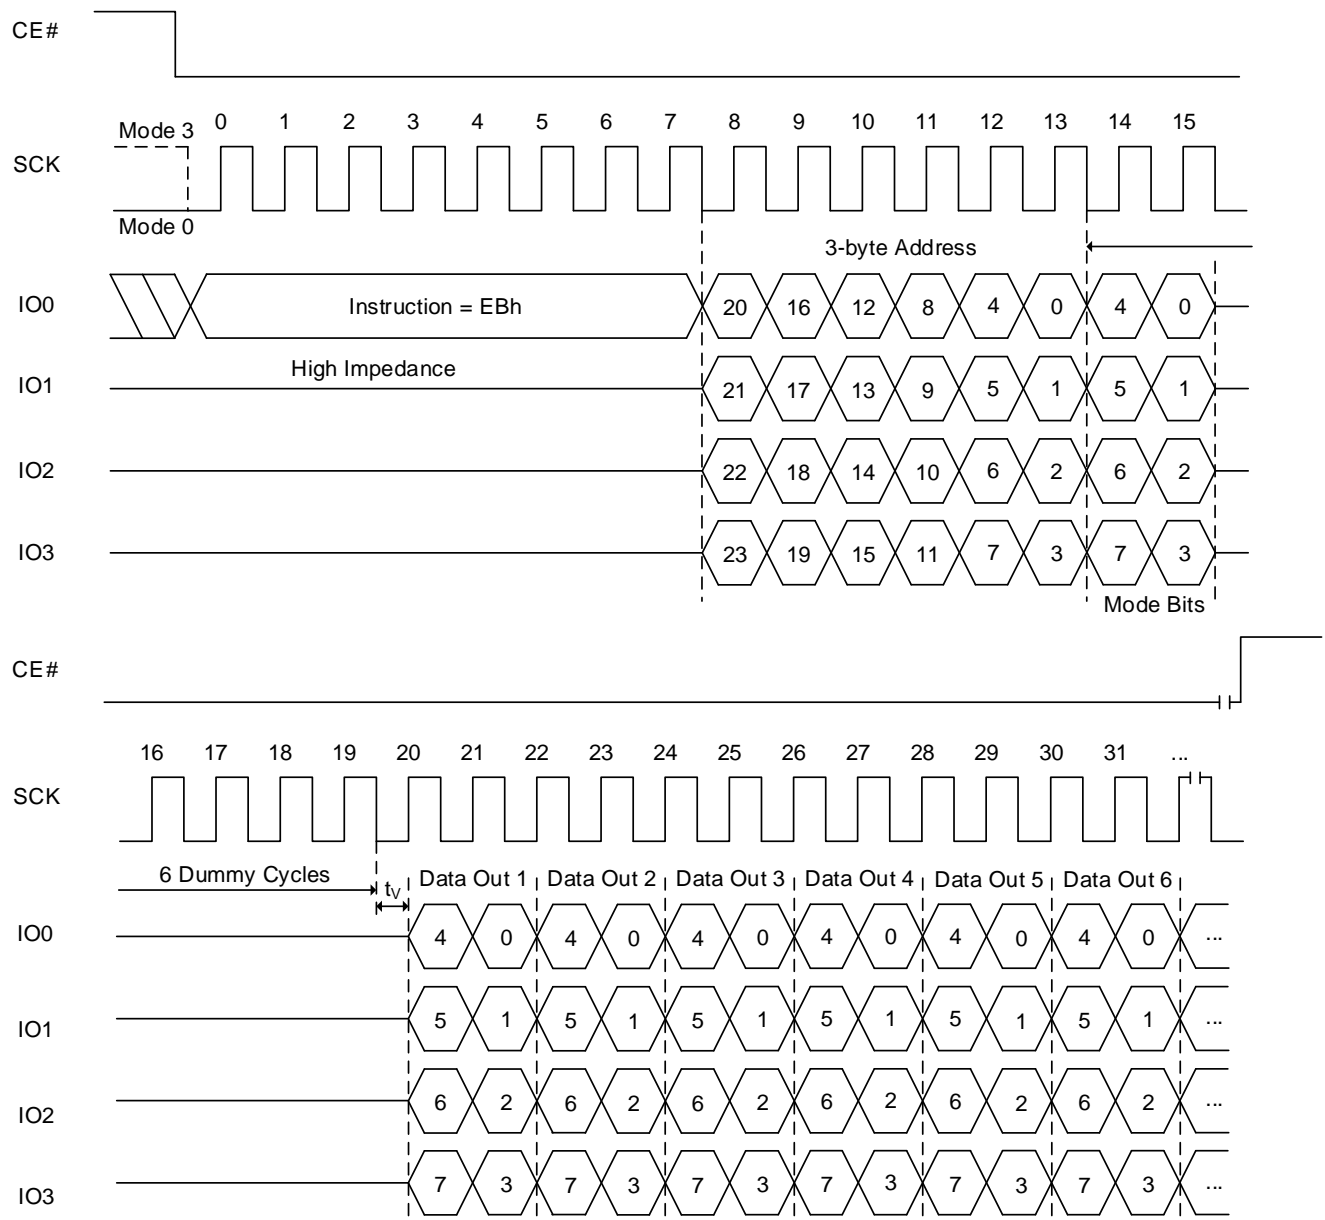 CE#
Mode 3 0 1 2 3 4 5 6 7 8 9 10 11 12 13 14 15
SCK
Mode 0
3-byte Address
IO0 Instruction = EBh 20 16 12 8 4 0 4 0
High Impedance
IO1 21 17 13 9 5 1 5 1
IO2 22 18 14 10 6 2 6 2
IO3 23 19 15 11 7 3 7 3
Mode Bits
CE#
16 17 18 19 20 21 22 23 24 25 26 27 28 29 30 31 ...
SCK
6 Dummy Cycles tV Data Out 1 Data Out 2 Data Out 3 Data Out 4 Data Out 5 Data Out 6
IO0 4 0 4 0 4 0 4 0 4 0 4 0 ...
IO1 5 1 5 1 5 1 5 1 5 1 5 1 ...
IO2 6 2 6 2 6 2 6 2 6 2 6 2 ...
IO3 7 3 7 3 7 3 7 3 7 3 7 3 ...